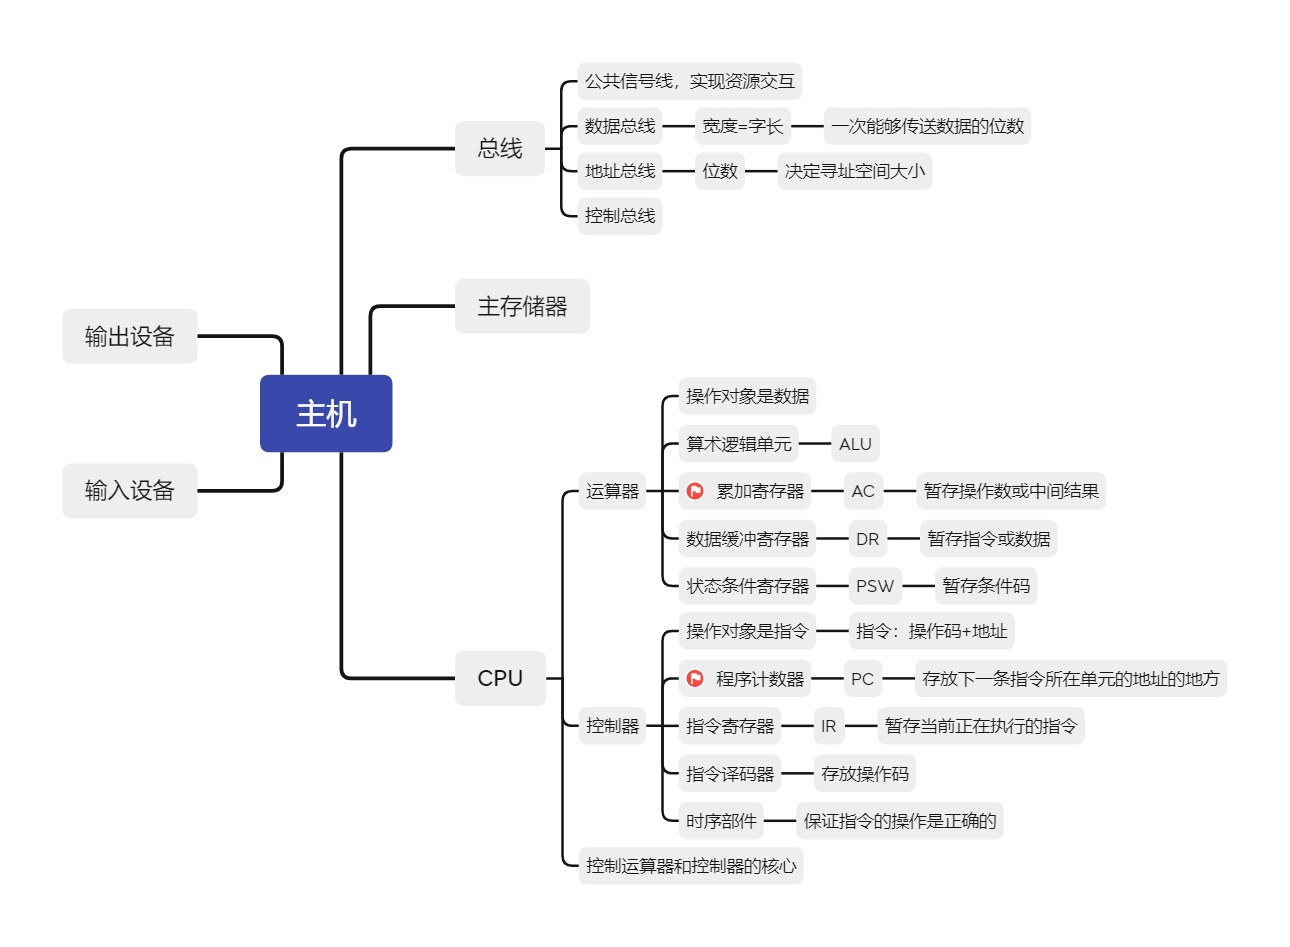 公共信号线，实现资源交互
数据总线
宽度=字长
一次能够传送数据的位数
总线
地址总线
位数
决定寻址空间大小
控制总线
主存储器
输出设备
主机
输入设备
操作对象是数据
算术逻辑单元
ALU
运算器
累加寄存器
AC
暂存操作数或中间结果
数据缓冲寄存器
DR
暂存指令或数据
状态条件寄存器
PSW
暂存条件码
操作对象是指令
指令：操作码+地址
CPU
程序计数器
PC
存放下一条指令所在单元的地址的地方
控制器
指令寄存器
IR
暂存当前正在执行的指令
指令译码器
存放操作码
时序部件
保证指令的操作是正确的
控制运算器和控制器的核心